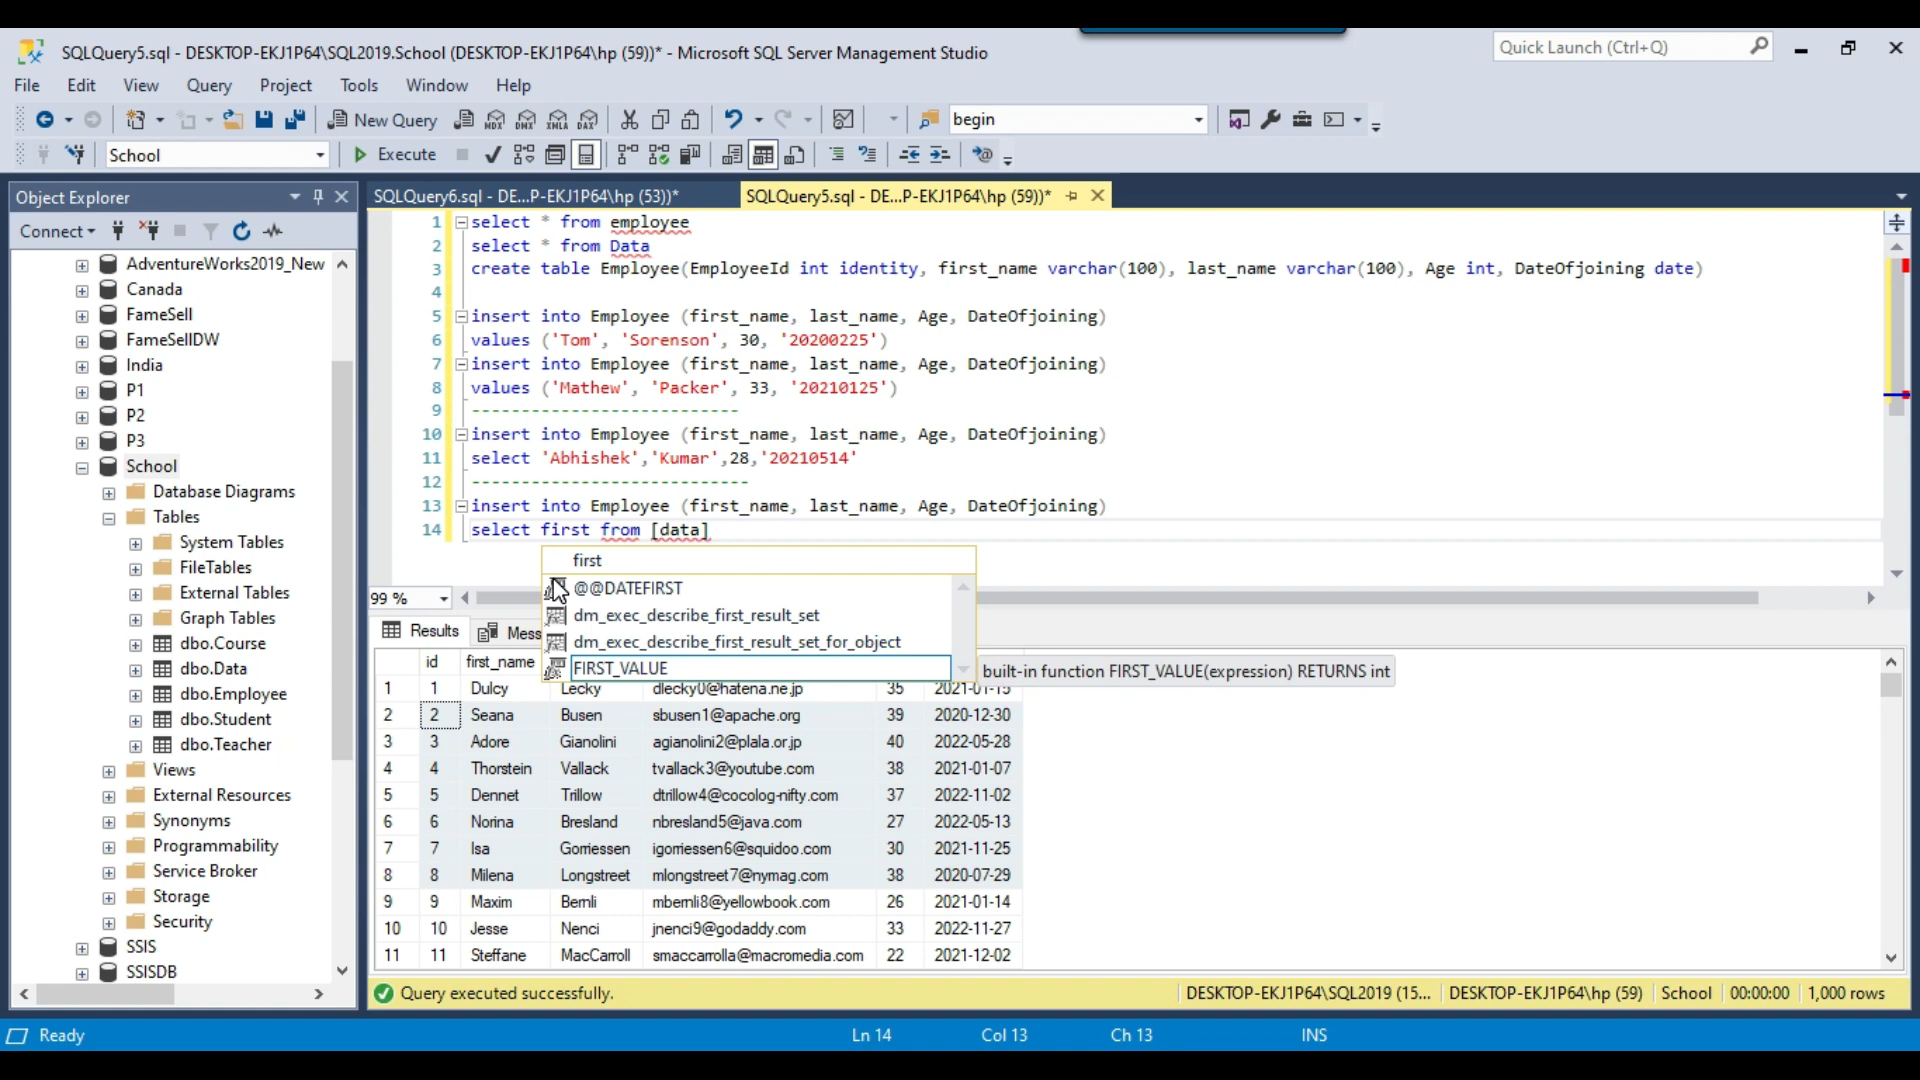 SQLQuery5.sql - DESKTOP-EKJ1P64\SQL2019.School (DESKTOP-EKJ1P64\hp (59))* - Microsoft SQL Server Management Studio
Quick Launch (Ctrl+Q)
File Edit View Query Project Tools Window Help
New Query MDX DMX XMLA DAX begin
School Execute
Object Explorer
Connect
AdventureWorks2019_New
Canada
FameSell
FameSellDW
India
P1
P2
P3
School
Database Diagrams
Tables
System Tables
FileTables
External Tables
Graph Tables
dbo.Course
dbo.Data
dbo.Employee
dbo.Student
dbo.Teacher
Views
External Resources
Synonyms
Programmability
Service Broker
Storage
Security
SSIS
SSISDB
SQLQuery6.sql - DE...P-EKJ1P64\hp (53))*
SQLQuery5.sql - DE...P-EKJ1P64\hp (59))*
1 select * from employee
2 select * from Data
3 create table Employee(EmployeeId int identity, first_name varchar(100), last_name varchar(100), Age int, DateOfjoining date)
4
5 insert into Employee (first_name, last_name, Age, DateOfjoining)
6 values ('Tom', 'Sorenson', 30, '20200225')
7 insert into Employee (first_name, last_name, Age, DateOfjoining)
8 values ('Mathew', 'Packer', 33, '20210125')
9 ---------------------------
10 insert into Employee (first_name, last_name, Age, DateOfjoining)
11 select 'Abhishek','Kumar',28,'20210514'
12 ----------------------------
13 insert into Employee (first_name, last_name, Age, DateOfjoining)
14 select first from [data]
first
@@DATEFIRST
dm_exec_describe_first_result_set
dm_exec_describe_first_result_set_for_object
FIRST_VALUE
built-in function FIRST_VALUE(expression) RETURNS int
99 %
Results Mess
id first_name
1 1 Dulcy Lecky dlecky0@hatena.ne.jp 35 2021-01-15
2 2 Seana Busen sbusen1@apache.org 39 2020-12-30
3 3 Adore Gianolini agianolini2@plala.or.jp 40 2022-05-28
4 4 Thorstein Vallack tvallack3@youtube.com 38 2021-01-07
5 5 Dennet Trillow dtrillow4@cocolog-nifty.com 37 2022-11-02
6 6 Norina Bresland nbresland5@java.com 27 2022-05-13
7 7 Isa Gorriessen igorriessen6@squidoo.com 30 2021-11-25
8 8 Milena Longstreet mlongstreet7@nymag.com 38 2020-07-29
9 9 Maxim Bernli mbernli8@yellowbook.com 26 2021-01-14
10 10 Jesse Nenci jnenci9@godaddy.com 33 2022-11-27
11 11 Steffane MacCarroll smaccarrolla@macromedia.com 22 2021-12-02
Query executed successfully.
DESKTOP-EKJ1P64\SQL2019 (15... DESKTOP-EKJ1P64\hp (59) School 00:00:00 1,000 rows
Ready Ln 14 Col 13 Ch 13 INS